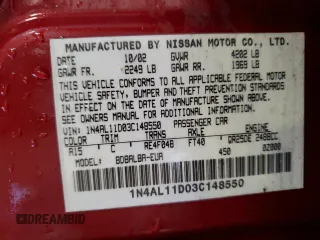 MANUFACTURED BY NISSAN MOTOR CO., LTD.
DATE 10/02 GVWR 4202 LB
GAWR FR. 2249 LB GAWR RR. 1969 LB
THIS VEHICLE CONFORMS TO ALL APPLICABLE FEDERAL MOTOR
VEHICLE SAFETY, BUMPER AND THEFT PREVENTION STANDARDS
IN EFFECT ON THE DATE OF MANUFACTURE SHOWN ABOVE.
SEE OWNER'S MANUAL FOR ADDITIONAL INFORMATION
VIN: 1N4AL11D03C148550 PASSENGER CAR
COLOR TRIM TRANS AXLE ENGINE
A15 C RE4F04B FT40 QR25DE 2488CC
MODEL: BDBALBA-EUA 450
1N4AL11D03C148550